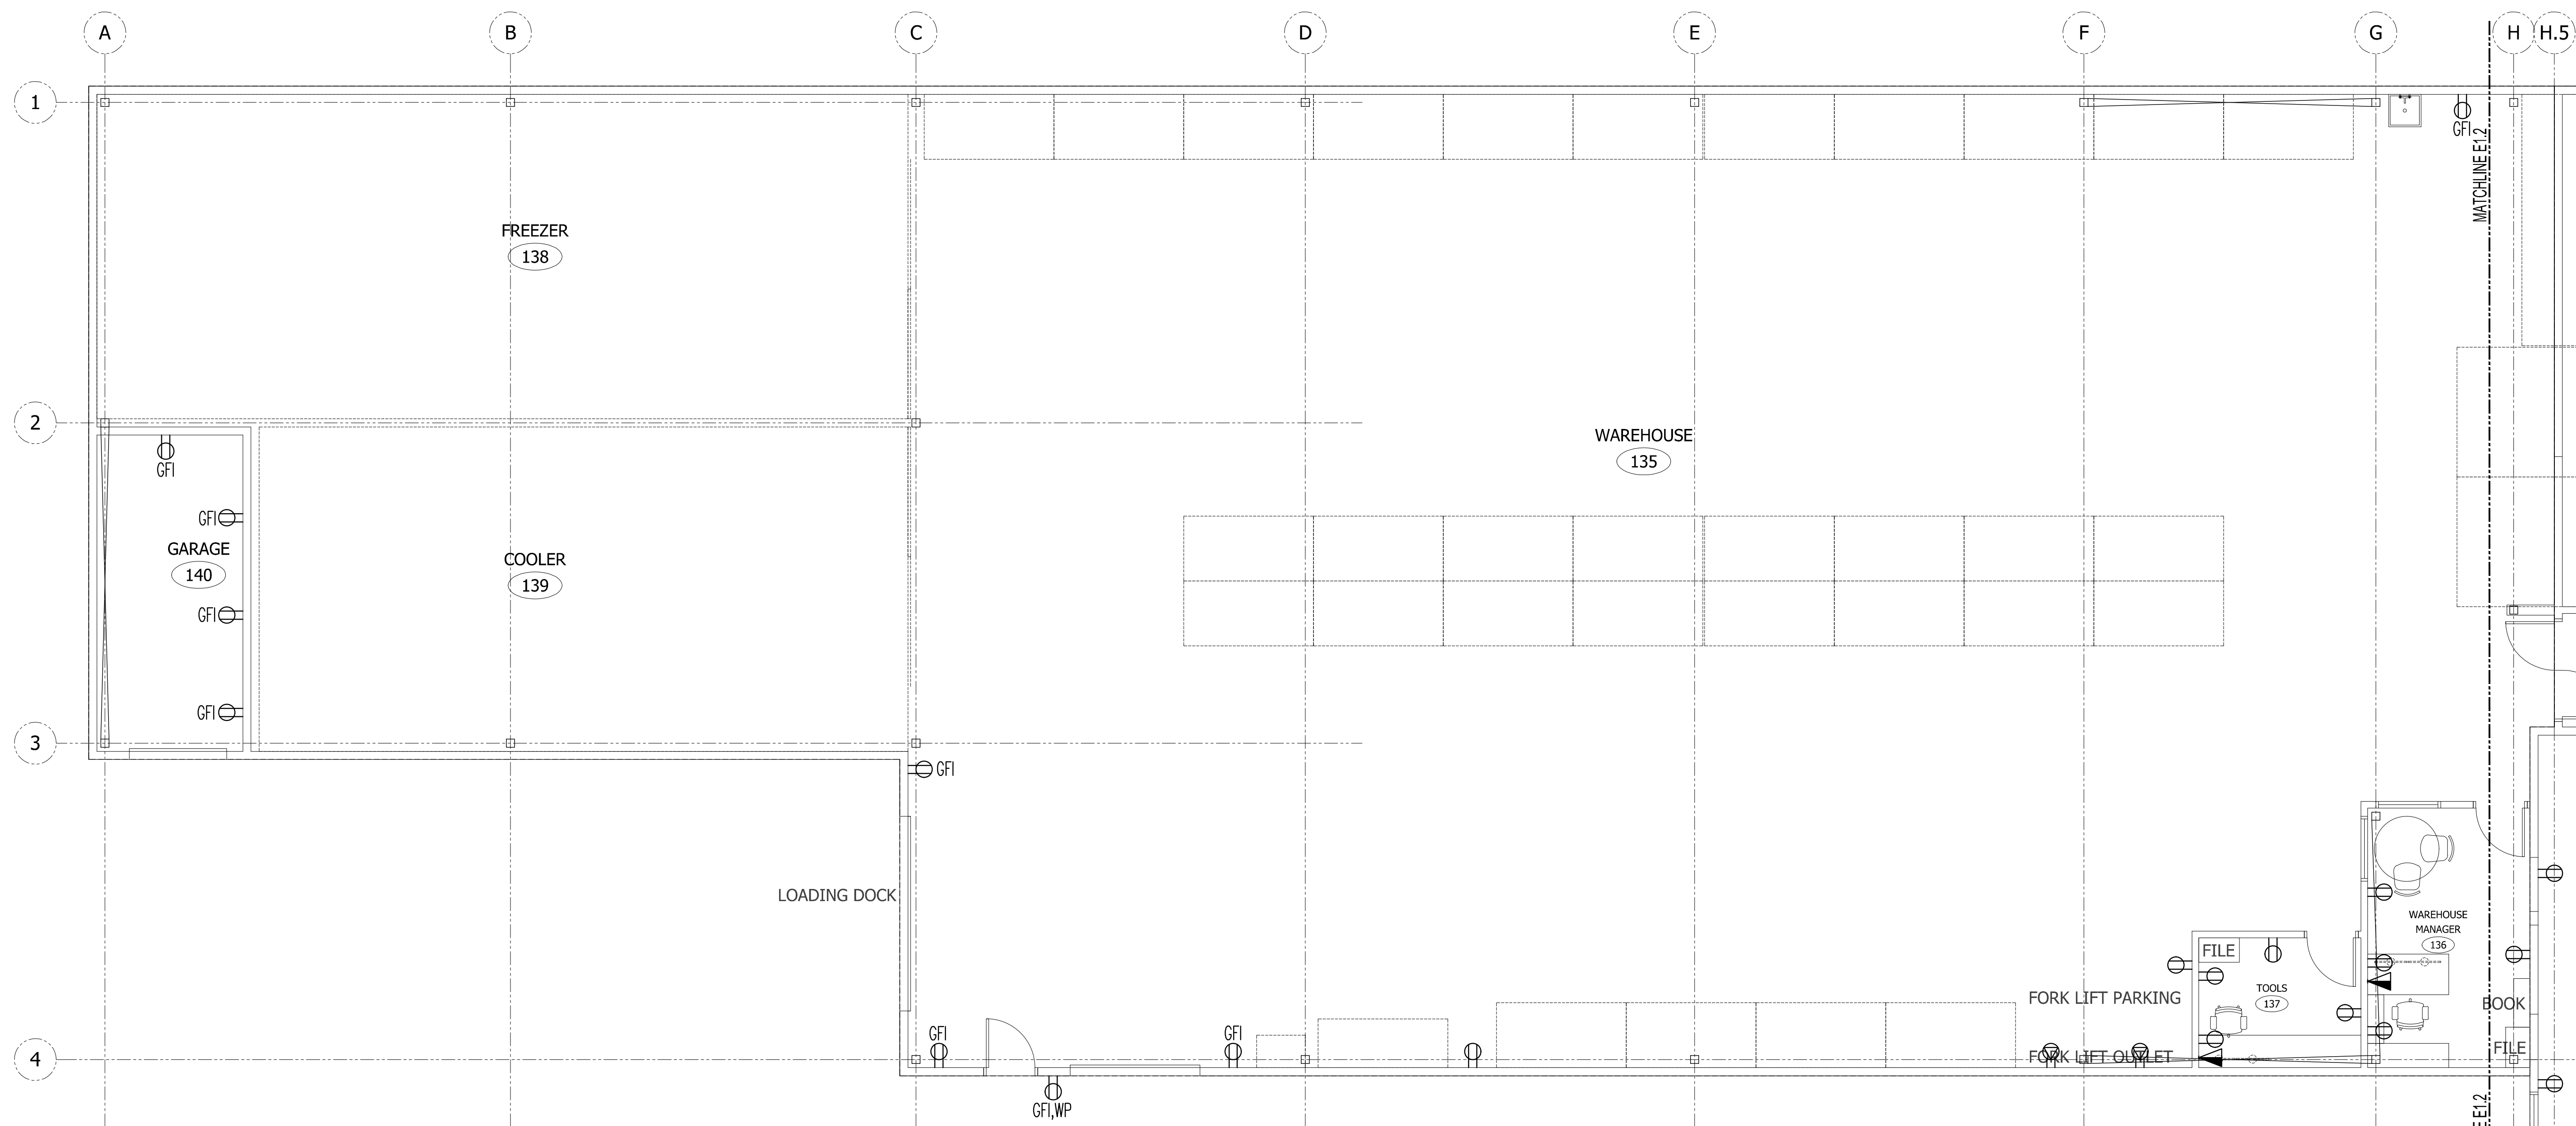 A B C D E F G H H.5
1
GFI
MATCHLINE E1.2
FREEZER
138
2
WAREHOUSE
135
GFI
GFI
GARAGE
140
COOLER
139
GFI
GFI
3
GFI
LOADING DOCK
WAREHOUSE
MANAGER
136
FILE
TOOLS
137
FORK LIFT PARKING
BOOK
GFI
GFI
4
FORK LIFT OUTLET
FILE
GFI,WP
E E1.2